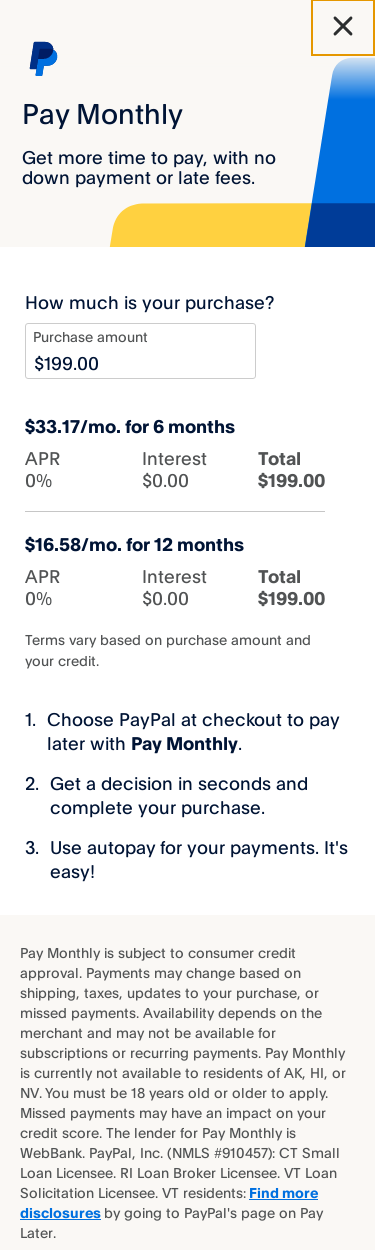 Pay Monthly
Get more time to pay, with no
down payment or late fees.
How much is your purchase?
Purchase amount
$199.00
$33.17/mo. for 6 months
APR Interest Total
0% $0.00 $199.00
$16.58/mo. for 12 months
APR Interest Total
0% $0.00 $199.00
Terms vary based on purchase amount and
your credit.
1. Choose PayPal at checkout to pay
later with Pay Monthly.
2. Get a decision in seconds and
complete your purchase.
3. Use autopay for your payments. It's
easy!
Pay Monthly is subject to consumer credit
approval. Payments may change based on
shipping, taxes, updates to your purchase, or
missed payments. Availability depends on the
merchant and may not be available for
subscriptions or recurring payments. Pay Monthly
is currently not available to residents of AK, HI, or
NV. You must be 18 years old or older to apply.
Missed payments may have an impact on your
credit score. The lender for Pay Monthly is
WebBank. PayPal, Inc. (NMLS #910457): CT Small
Loan Licensee. RI Loan Broker Licensee. VT Loan
Solicitation Licensee. VT residents: Find more
disclosures by going to PayPal's page on Pay
Later.